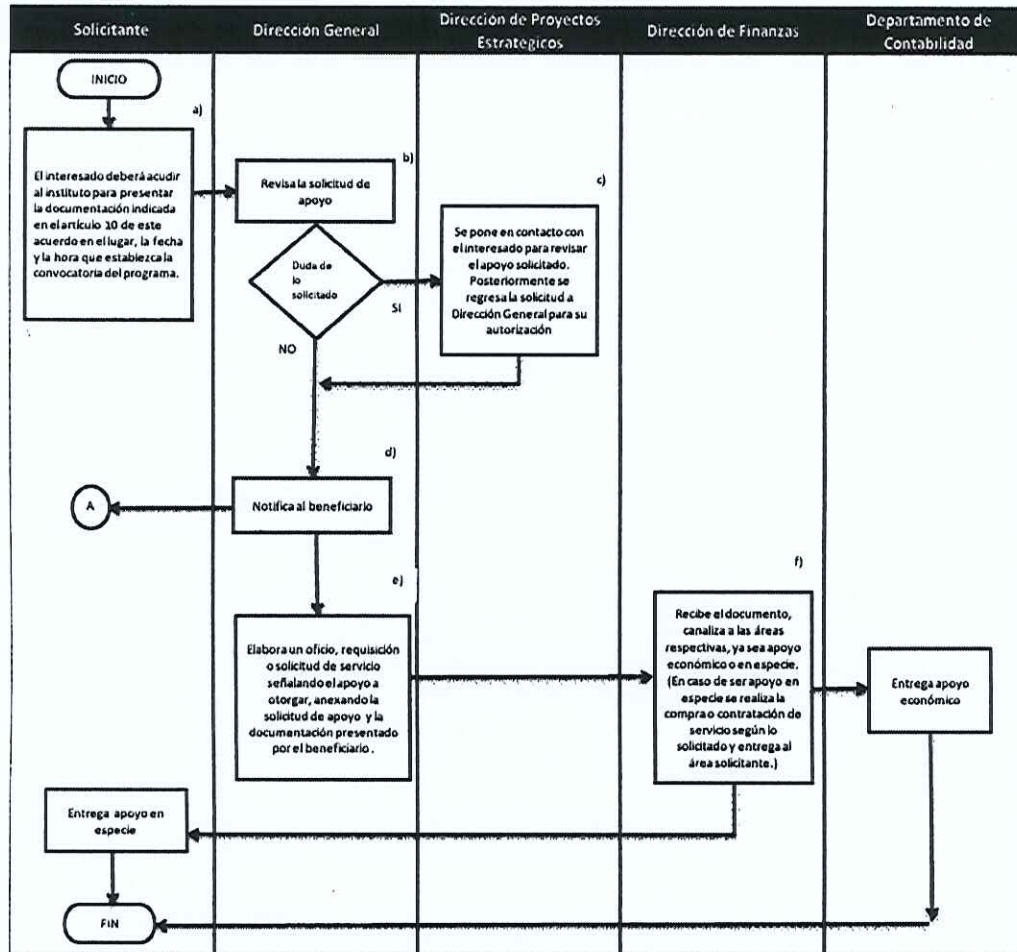 Solicitante
Dirección General
Dirección de Proyectos
Estrategicos
Dirección de Finanzas
Departamento de
Contabilidad
INICIO
a)
El interesado deberá acudir
al instituto para presentar
la documentación indicada
en el artículo 10 de este
acuerdo en el lugar, la fecha
y la hora que establezca la
convocatoria del programa.
b)
Revisa la solicitud de
apoyo
Duda de
lo
solicitado
SI
NO
c)
Se pone en contacto con
el interesado para revisar
el apoyo solicitado.
Posteriormente se
regresa la solicitud a
Dirección General para su
autorización
d)
Notifica al beneficiario
A
e)
Elabora un oficio, requisición
o solicitud de servicio
señalando el apoyo a
otorgar, anexando la
solicitud de apoyo y la
documentación presentado
por el beneficiario.
f)
Recibe el documento,
canaliza a las áreas
respectivas, ya sea apoyo
económico o en especie.
(En caso de ser apoyo en
especie se realiza la
compra o contratación de
servicio según lo
solicitado y entrega al
área solicitante.)
Entrega apoyo
económico
Entrega apoyo en
especie
FIN